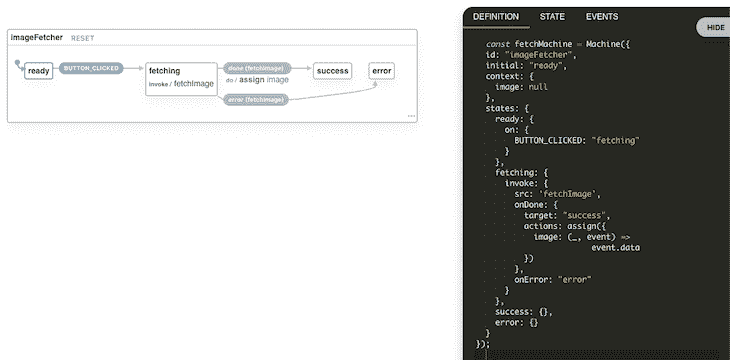 imageFetcher RESET
ready
BUTTON_CLICKED
fetching
invoke / fetchImage
done (fetchImage)
do / assign image
error (fetchImage)
success
error
...
DEFINITION STATE EVENTS
HIDE
const fetchMachine = Machine({
id: "imageFetcher",
initial: "ready",
context: {
image: null
},
states: {
ready: {
on: {
BUTTON_CLICKED: "fetching"
}
},
fetching: {
invoke: {
src: 'fetchImage',
onDone: {
target: "success",
actions: assign({
image: (_, event) =>
event.data
})
},
onError: "error"
}
},
success: {},
error: {}
}
});